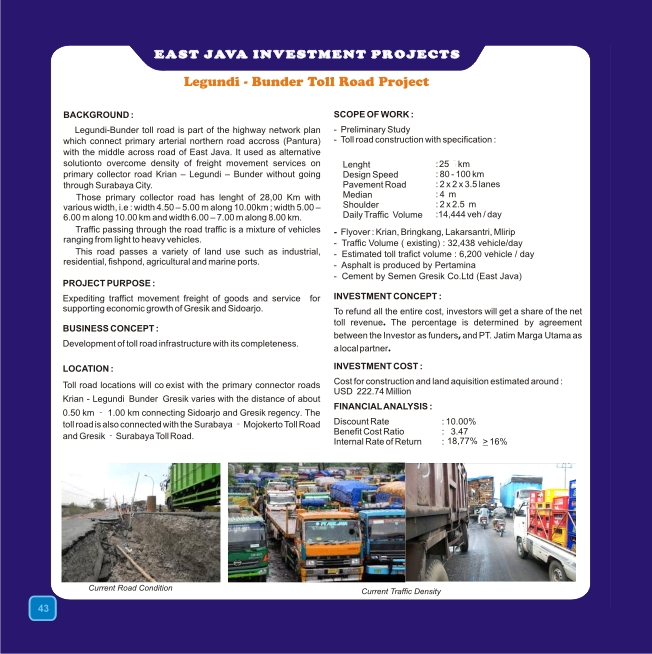 EAST JAVA INVESTMENT PROJECTS
Legundi - Bunder Toll Road Project
BACKGROUND :
Legundi-Bunder toll road is part of the highway network plan
which connect primary arterial northern road accross (Pantura)
with the middle across road of East Java. It used as alternative
solutionto overcome density of freight movement services on
primary collector road Krian – Legundi – Bunder without going
through Surabaya City.
Those primary collector road has lenght of 28,00 Km with
various width, i.e : width 4.50 – 5.00 m along 10.00km ; width 5.00 –
6.00 m along 10.00 km and width 6.00 – 7.00 m along 8.00 km.
Traffic passing through the road traffic is a mixture of vehicles
ranging from light to heavy vehicles.
This road passes a variety of land use such as industrial,
residential, fishpond, agricultural and marine ports.
PROJECT PURPOSE :
Expediting traffict movement freight of goods and service for
supporting economic growth of Gresik and Sidoarjo.
BUSINESS CONCEPT :
Development of toll road infrastructure with its completeness.
LOCATION :
Toll road locations will co exist with the primary connector roads
Krian - Legundi Bunder Gresik varies with the distance of about
0.50 km - 1.00 km connecting Sidoarjo and Gresik regency. The
toll road is also connected with the Surabaya - Mojokerto Toll Road
and Gresik - Surabaya Toll Road.
SCOPE OF WORK :
- Preliminary Study
- Toll road construction with specification :
Lenght : 25 km
Design Speed : 80 - 100 km
Pavement Road : 2 x 2 x 3.5 lanes
Median : 4 m
Shoulder : 2 x 2.5 m
Daily Traffic Volume :14,444 veh / day
- Flyover : Krian, Bringkang, Lakarsantri, Mlirip
- Traffic Volume ( existing ) : 32,438 vehicle/day
- Estimated toll trafict volume : 6,200 vehicle / day
- Asphalt is produced by Pertamina
- Cement by Semen Gresik Co.Ltd (East Java)
INVESTMENT CONCEPT :
To refund all the entire cost, investors will get a share of the net
toll revenue. The percentage is determined by agreement
between the Investor as funders, and PT. Jatim Marga Utama as
a local partner.
INVESTMENT COST :
Cost for construction and land aquisition estimated around :
USD 222.74 Million
FINANCIAL ANALYSIS :
Discount Rate : 10.00%
Benefit Cost Ratio : 3.47
Internal Rate of Return : 18,77% ≥ 16%
Current Road Condition
Current Traffic Density
43